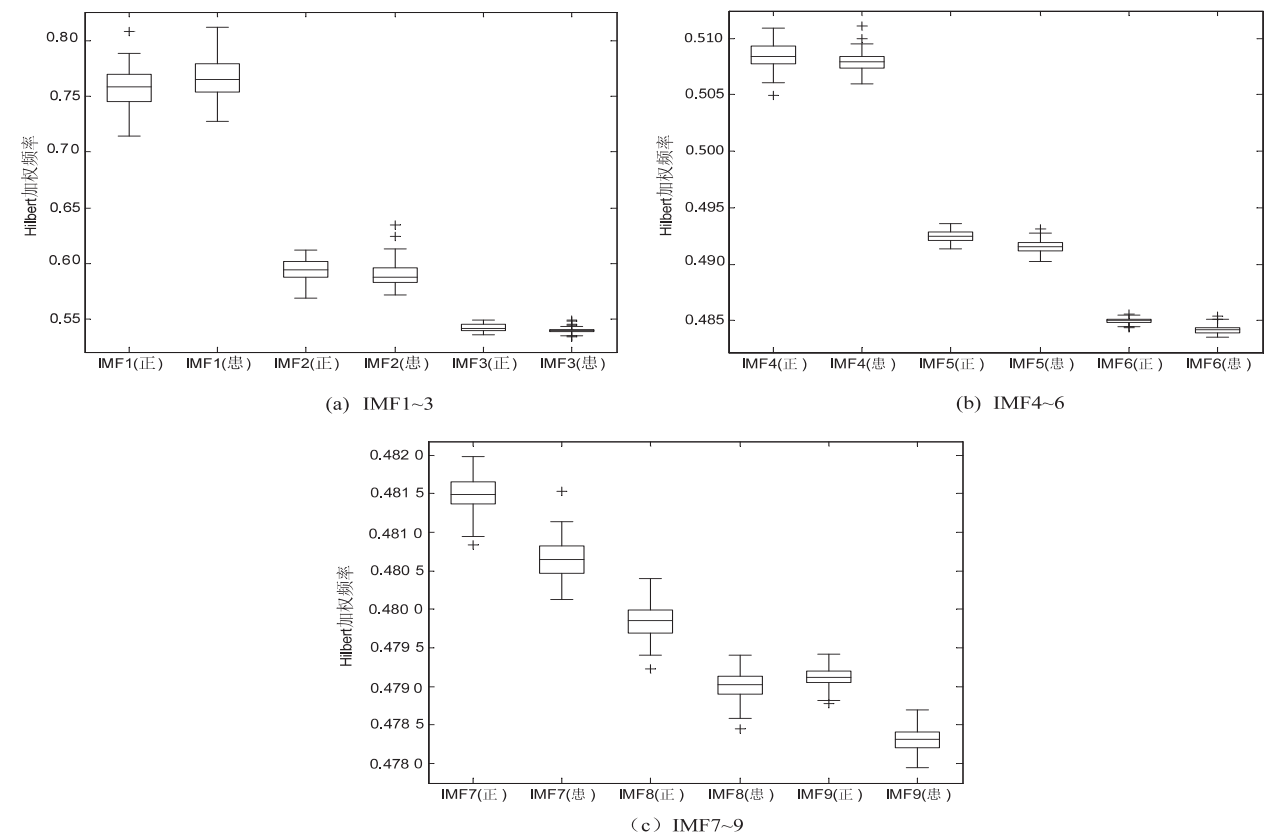 Hilbert加权频率
0.80
0.75
0.70
0.65
0.60
0.55
IMF1(正) IMF1(患) IMF2(正) IMF2(患) IMF3(正) IMF3(患)
(a) IMF1~3
Hilbert加权频率
0.510
0.505
0.500
0.495
0.490
0.485
IMF4(正) IMF4(患) IMF5(正) IMF5(患) IMF6(正) IMF6(患)
(b) IMF4~6
Hilbert加权频率
0.482 0
0.481 5
0.481 0
0.480 5
0.480 0
0.479 5
0.479 0
0.478 5
0.478 0
IMF7(正) IMF7(患) IMF8(正) IMF8(患) IMF9(正) IMF9(患)
（c）IMF7~9